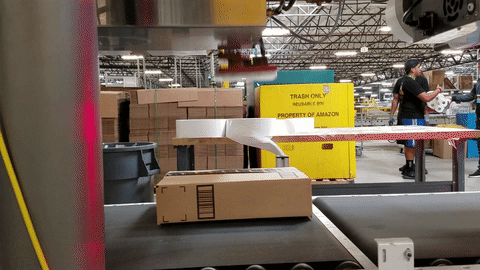 TRASH ONLY
REUSABLE BIN
PROPERTY OF AMAZON